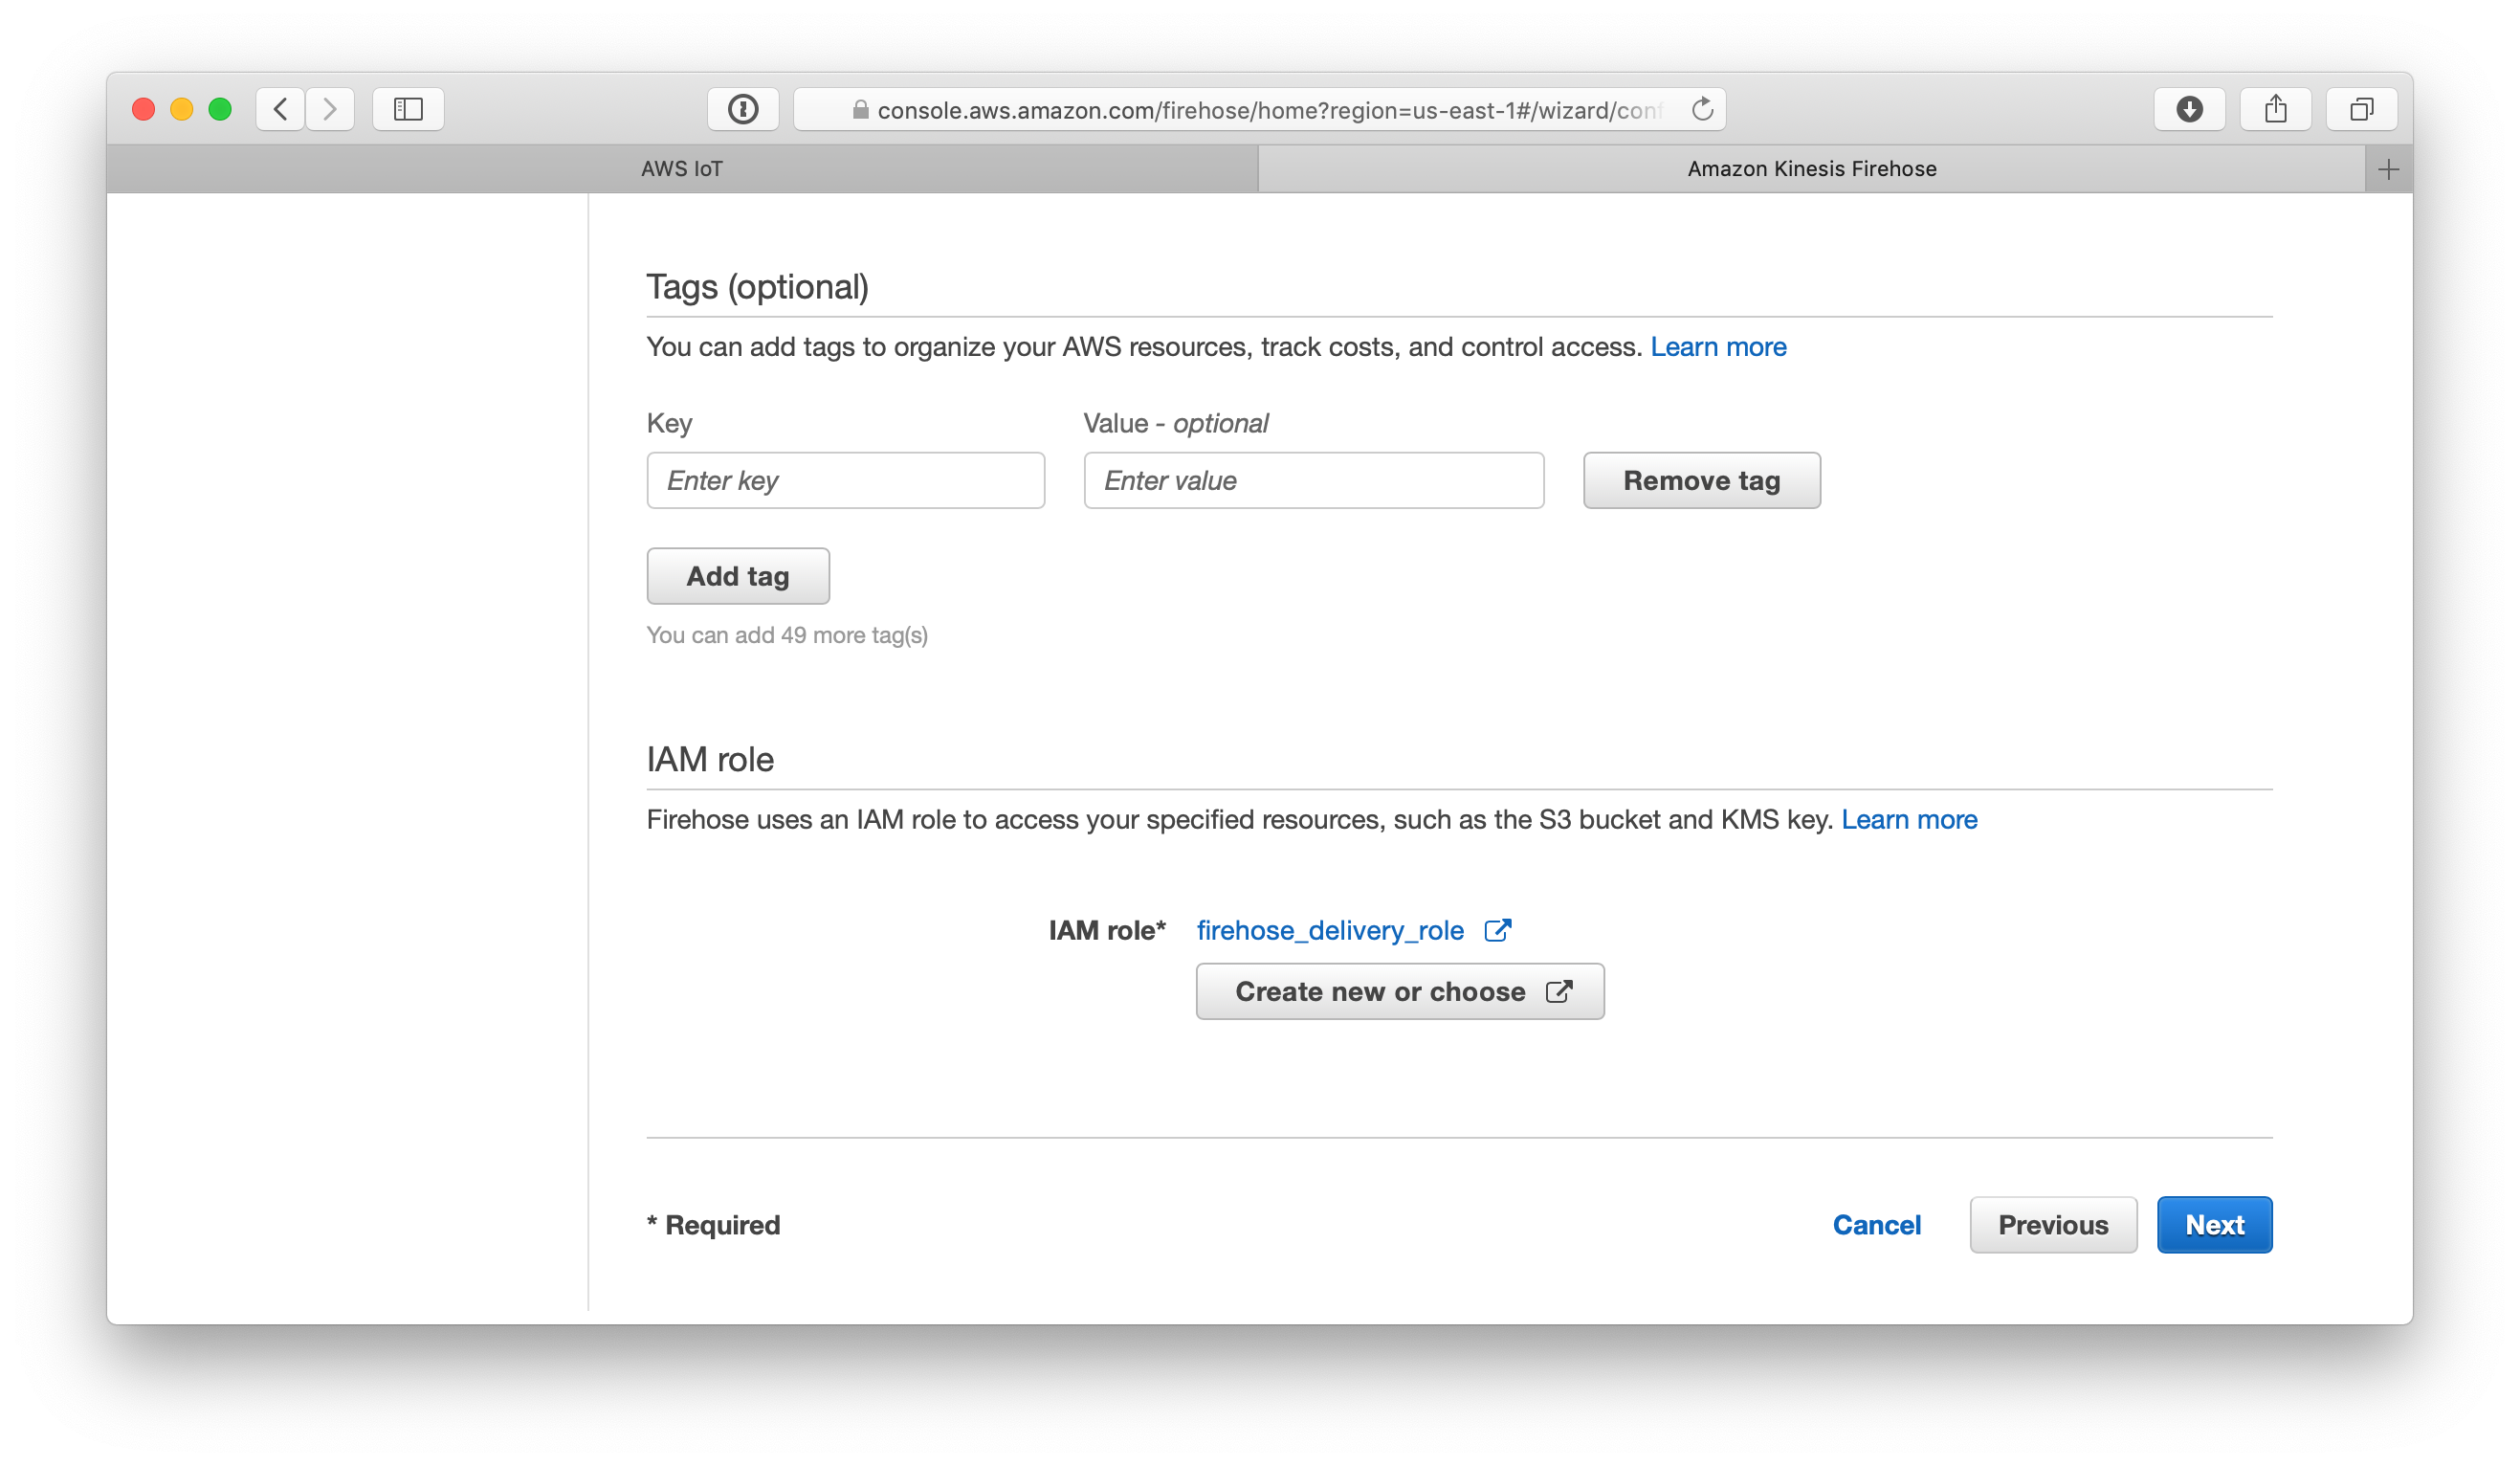 console.aws.amazon.com/firehose/home?region=us-east-1#/wizard/conf
AWS IoT
Amazon Kinesis Firehose
Tags (optional)
You can add tags to organize your AWS resources, track costs, and control access. Learn more
Key
Value - optional
Enter key
Enter value
Remove tag
Add tag
You can add 49 more tag(s)
IAM role
Firehose uses an IAM role to access your specified resources, such as the S3 bucket and KMS key. Learn more
IAM role* firehose_delivery_role
Create new or choose
* Required
Cancel
Previous
Next